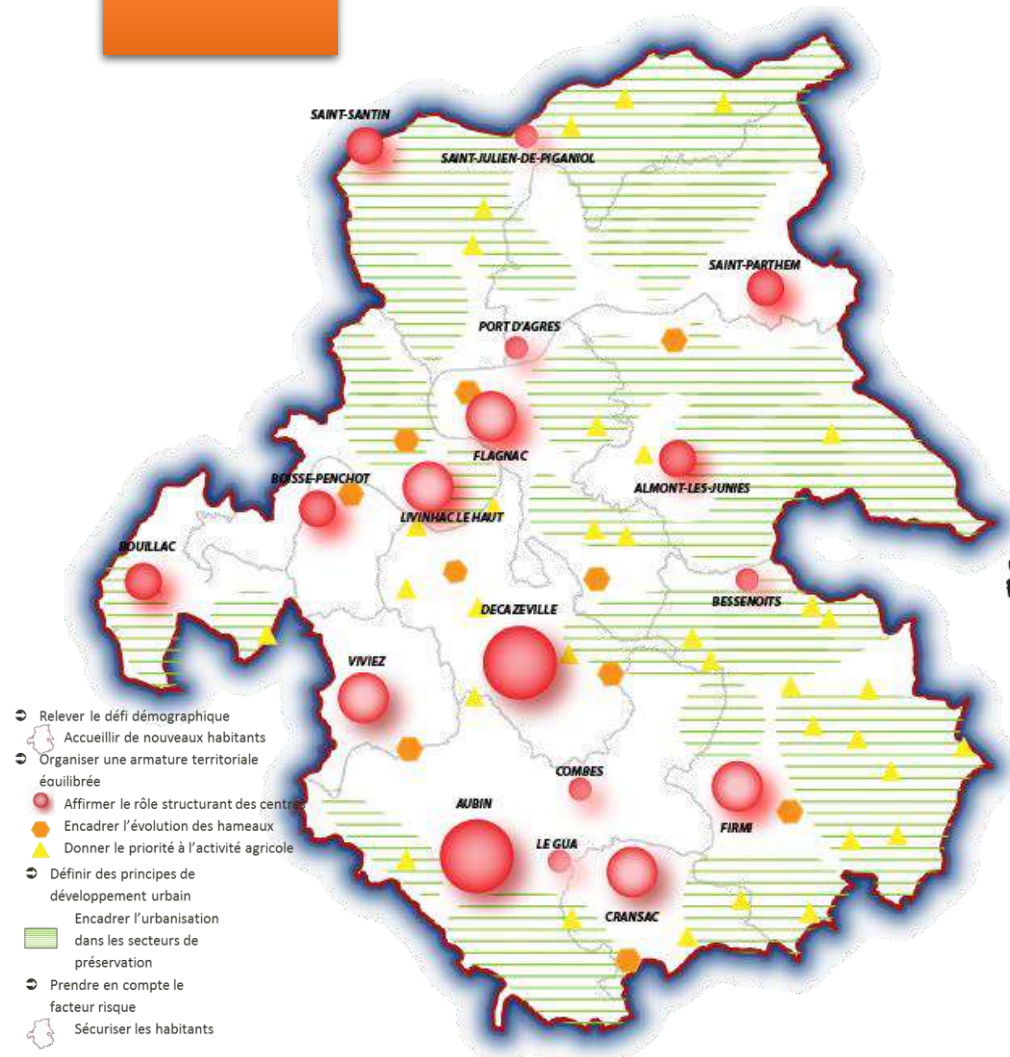 SAINT-SANTIN
SAINT-JULIEN-DE-PIGANIOL
SAINT-PARTHEM
PORT D'AGRES
FLAGNAC
ALMONT-LES-JUNIES
BOISSE-PENCHOT
LIVINHAC LE HAUT
BOUILLAC
BESSENOITS
DECAZEVILLE
VIVIEZ
COMBES
AUBIN
LE GUA
FIRMI
CRANSAC
Relever le défi démographique
Accueillir de nouveaux habitants
Organiser une armature territoriale
équilibrée
Affirmer le rôle structurant des centres
Encadrer l’évolution des hameaux
Donner le priorité à l’activité agricole
Définir des principes de
développement urbain
Encadrer l’urbanisation
dans les secteurs de
préservation
Prendre en compte le
facteur risque
Sécuriser les habitants